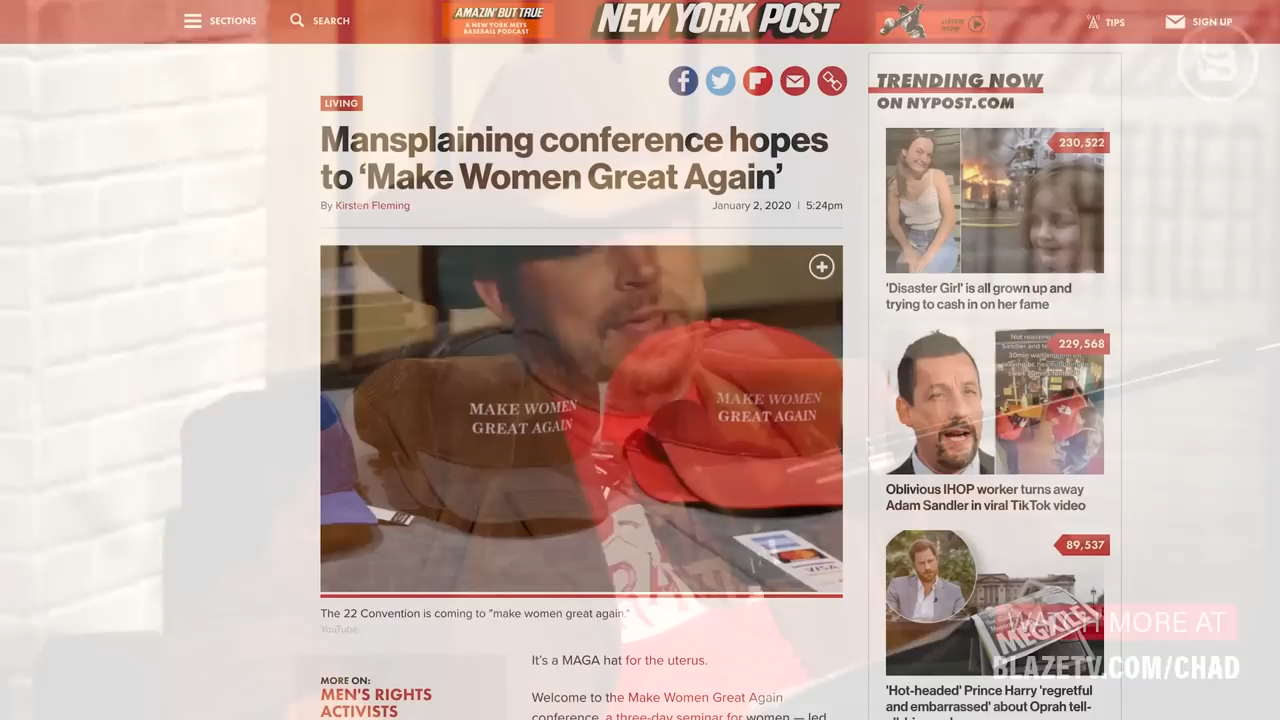 SECTIONS
SEARCH
AMAZIN' BUT TRUE
A NEW YORK METS
BASEBALL PODCAST
NEW YORK POST
LISTEN
NOW
TIPS
SIGN UP
LIVING
Mansplaining conference hopes
to ‘Make Women Great Again’
By Kirsten Fleming
January 2, 2020 | 5:24pm
MAKE WOMEN
GREAT AGAIN
MAKE WOMEN
GREAT AGAIN
VISA
The 22 Convention is coming to "make women great again."
YouTube
It's a MAGA hat for the uterus.
Welcome to the Make Women Great Again
conference, a three-day seminar for women — led
MORE ON:
MEN'S RIGHTS
ACTIVISTS
TRENDING NOW
ON NYPOST.COM
230,522
'Disaster Girl' is all grown up and
trying to cash in on her fame
229,568
Oblivious IHOP worker turns away
Adam Sandler in viral TikTok video
89,537
'Hot-headed' Prince Harry 'regretful
and embarrassed' about Oprah tell-
WATCH MORE AT
BLAZETV.COM/CHAD